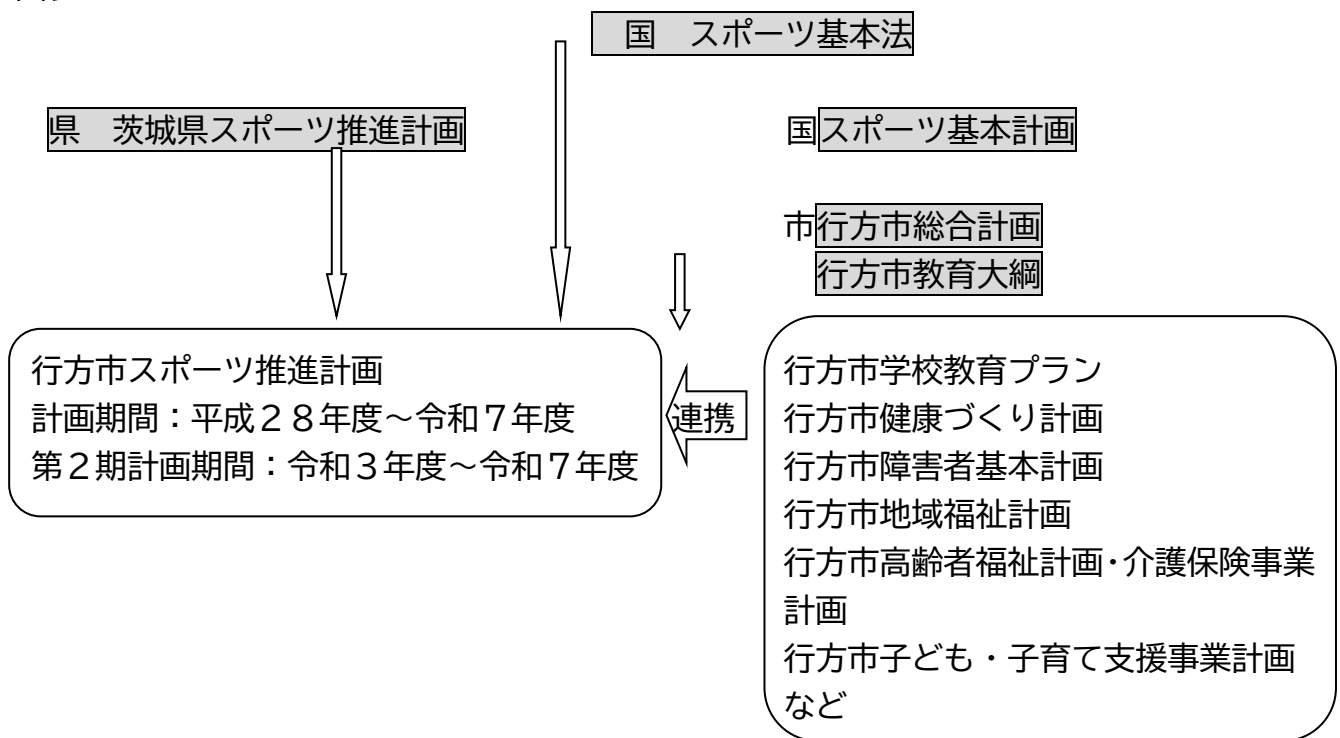 国　スポーツ基本法
県　茨城県スポーツ推進計画
国スポーツ基本計画
市行方市総合計画
行方市教育大綱
行方市スポーツ推進計画
計画期間：平成２８年度～令和７年度
第２期計画期間：令和３年度～令和７年度
連携
行方市学校教育プラン
行方市健康づくり計画
行方市障害者基本計画
行方市地域福祉計画
行方市高齢者福祉計画・介護保険事業
計画
行方市子ども・子育て支援事業計画
など